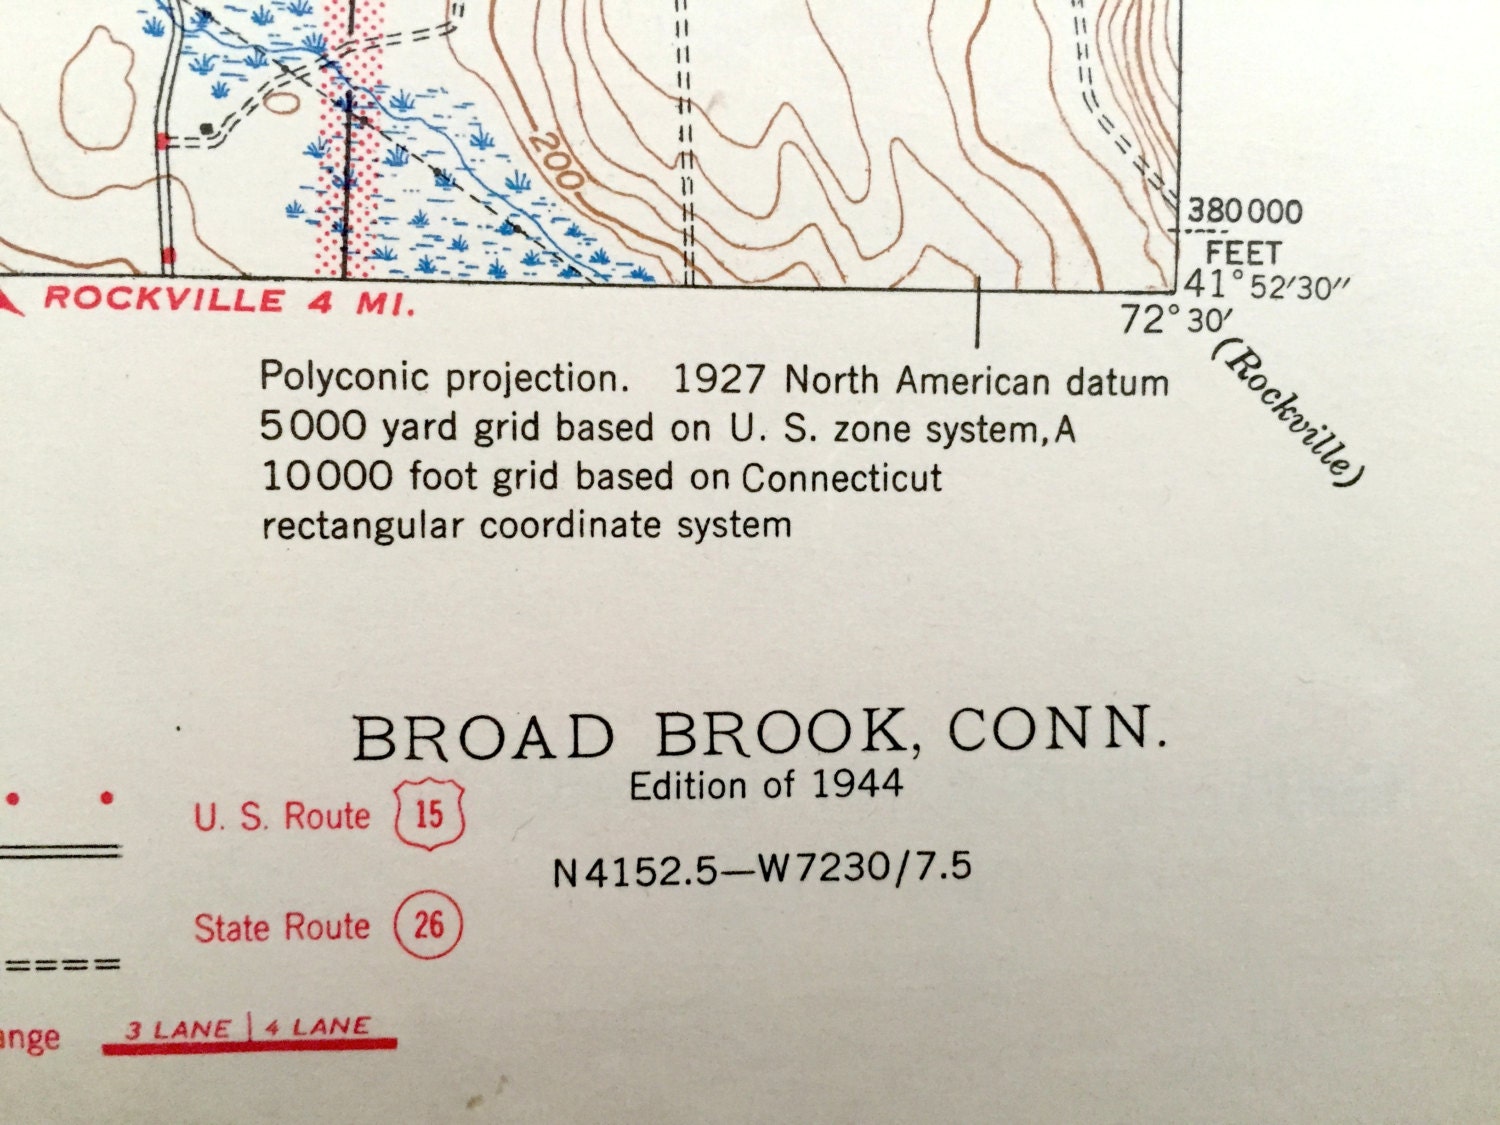 200
380000
FEET
41°52′30″
72°30′
ROCKVILLE 4 MI.
(Rockville)
Polyconic projection. 1927 North American datum
5000 yard grid based on U. S. zone system, A
10000 foot grid based on Connecticut
rectangular coordinate system
BROAD BROOK, CONN.
Edition of 1944
N4152.5—W7230/7.5
U. S. Route 15
State Route 26
3 LANE | 4 LANE